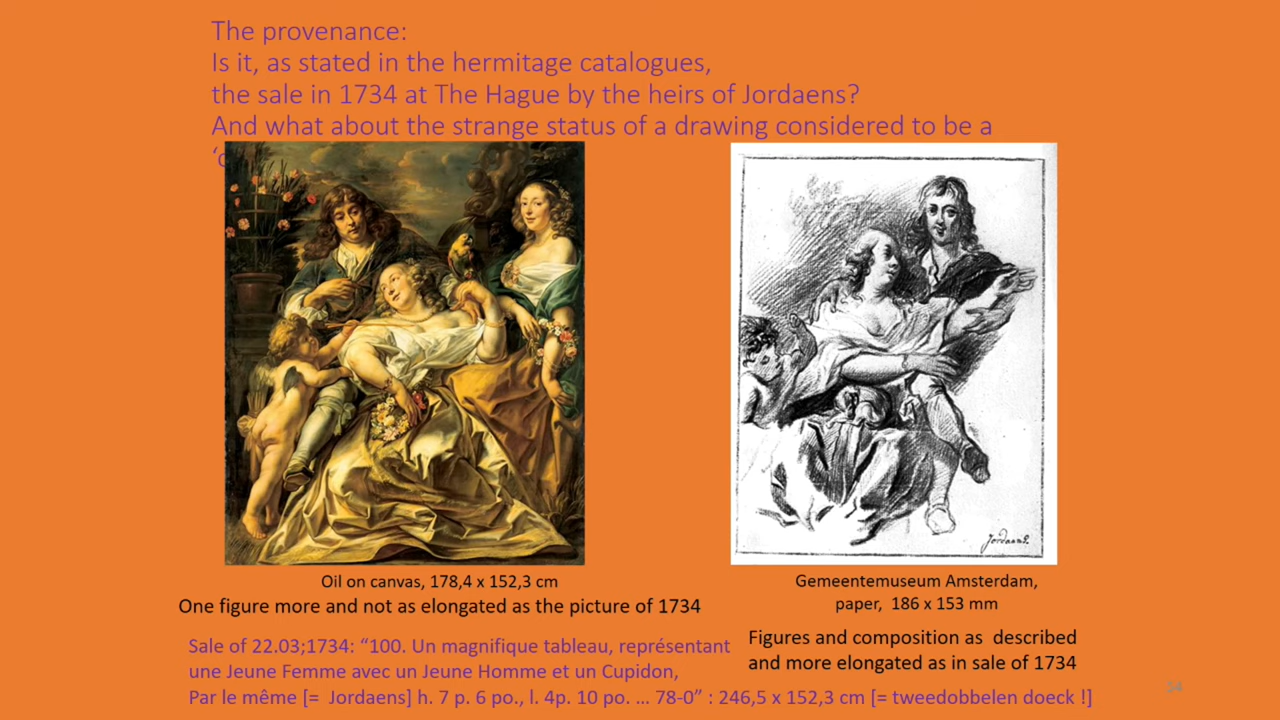 The provenance:
Is it, as stated in the hermitage catalogues,
the sale in 1734 at The Hague by the heirs of Jordaens?
And what about the strange status of a drawing considered to be a
Oil on canvas, 178,4 x 152,3 cm
One figure more and not as elongated as the picture of 1734
Gemeentemuseum Amsterdam,
paper, 186 x 153 mm
Figures and composition as described
and more elongated as in sale of 1734
Sale of 22.03;1734: “100. Un magnifique tableau, représentant
une Jeune Femme avec un Jeune Homme et un Cupidon,
Par le même [= Jordaens] h. 7 p. 6 po., l. 4p. 10 po. … 78-0” : 246,5 x 152,3 cm [= tweedobbelen doeck !]
54